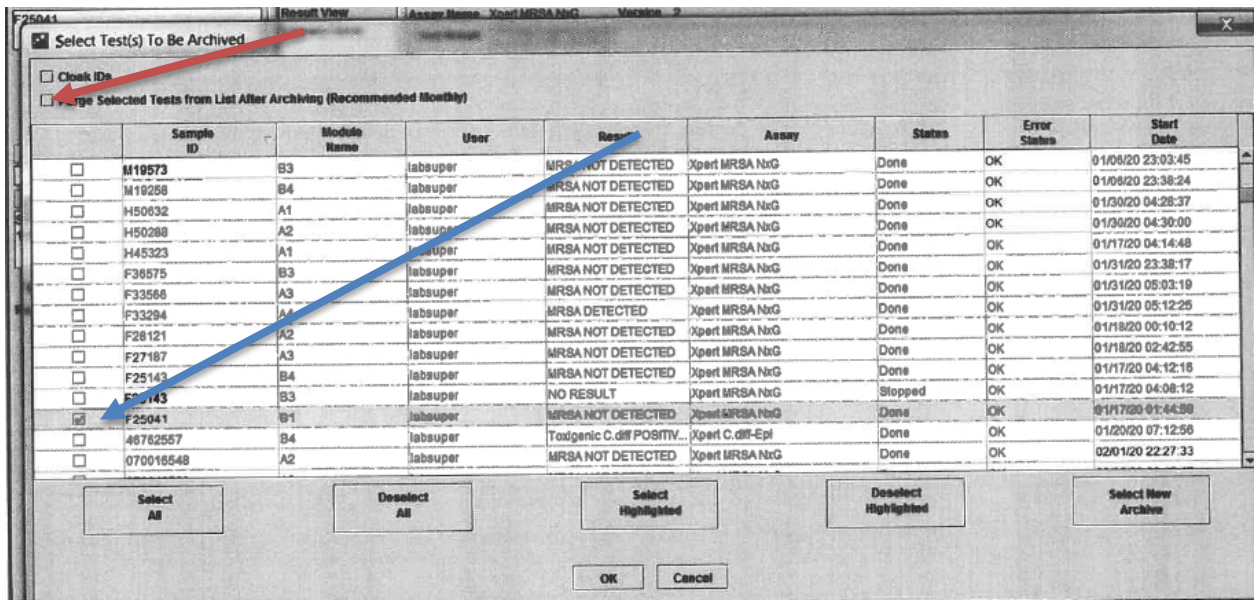 F25041
Result View
Assay Name Xpert MRSA NxG Version 2
Select Test(s) To Be Archived
X
Cloak IDs
Purge Selected Tests from List After Archiving (Recommended Monthly)
Sample ID Module Name User Result Assay Status Error Status Start Date
M19573 B3 labsuper MRSA NOT DETECTED Xpert MRSA NxG Done OK 01/06/20 23:03:45
M19258 B4 labsuper MRSA NOT DETECTED Xpert MRSA NxG Done OK 01/06/20 23:38:24
H50632 A1 labsuper MRSA NOT DETECTED Xpert MRSA NxG Done OK 01/30/20 04:28:37
H50288 A2 labsuper MRSA NOT DETECTED Xpert MRSA NxG Done OK 01/30/20 04:30:00
H45323 A1 labsuper MRSA NOT DETECTED Xpert MRSA NxG Done OK 01/17/20 04:14:48
F36575 B3 labsuper MRSA NOT DETECTED Xpert MRSA NxG Done OK 01/31/20 23:38:17
F33566 A3 labsuper MRSA NOT DETECTED Xpert MRSA NxG Done OK 01/31/20 05:03:19
F33294 A4 labsuper MRSA DETECTED Xpert MRSA NxG Done OK 01/31/20 05:12:25
F28121 A2 labsuper MRSA NOT DETECTED Xpert MRSA NxG Done OK 01/18/20 00:10:12
F27187 A3 labsuper MRSA NOT DETECTED Xpert MRSA NxG Done OK 01/18/20 02:42:55
F25143 B4 labsuper MRSA NOT DETECTED Xpert MRSA NxG Done OK 01/17/20 04:12:16
F25143 B3 labsuper NO RESULT Xpert MRSA NxG Stopped OK 01/17/20 04:08:12
F25041 B1 labsuper MRSA NOT DETECTED Xpert MRSA NxG Done OK 01/17/20
46762557 B4 labsuper Toxigenic C.diff POSITIV... Xpert C.diff-Epi Done OK 01/20/20 07:12:56
070016548 A2 labsuper MRSA NOT DETECTED Xpert MRSA NxG Done OK 02/01/20 22:27:33
Select All
Deselect All
Select Highlighted
Deselect Highlighted
Select New Archive
OK Cancel